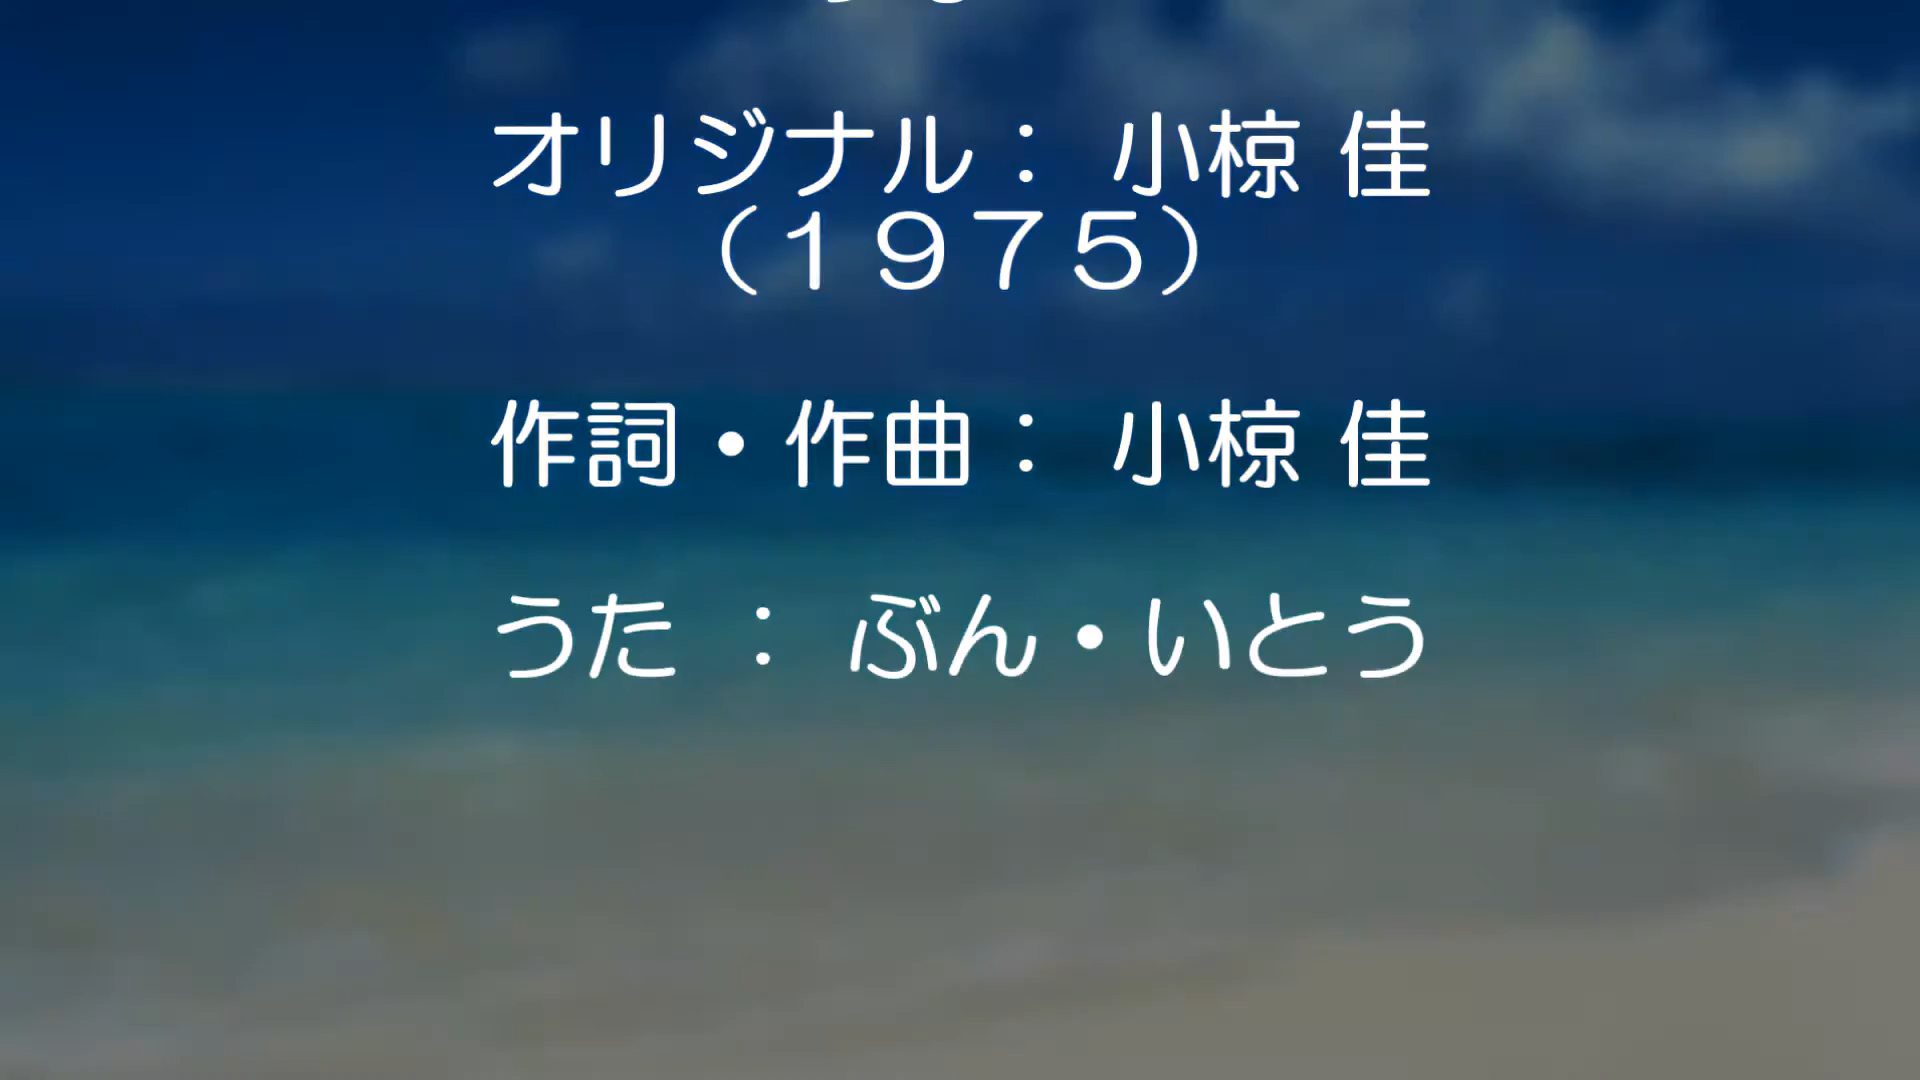 オリジナル： 小椋 佳
（１９７５）
作詞・作曲： 小椋 佳
うた ： ぶん・いとう